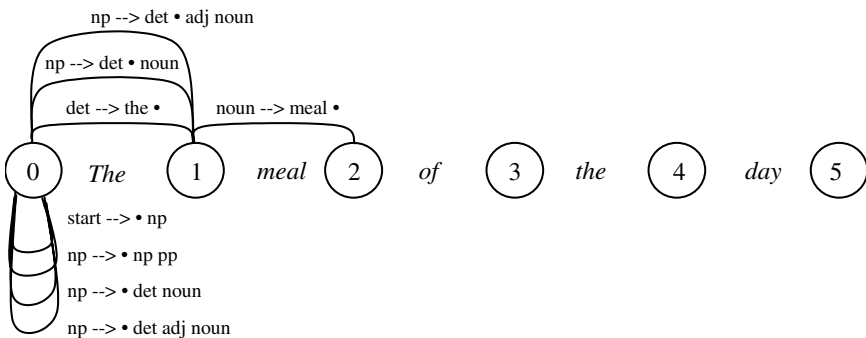 np --> det • adj noun
np --> det • noun
det --> the •
noun --> meal •
0 The 1 meal 2 of 3 the 4 day 5
start --> • np
np --> • np pp
np --> • det noun
np --> • det adj noun